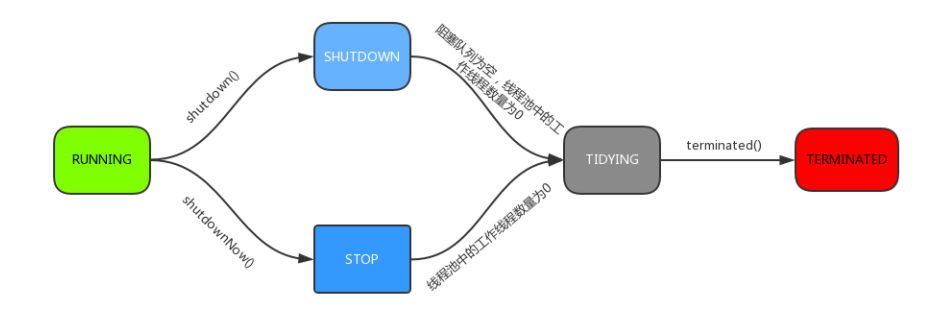 SHUTDOWN
阻塞队列为空，线程池中的工
作线程数量为0
shutdown()
RUNNING
TIDYING
terminated()
TERMINATED
shutdownNow()
线程池中的工作线程数量为0
STOP